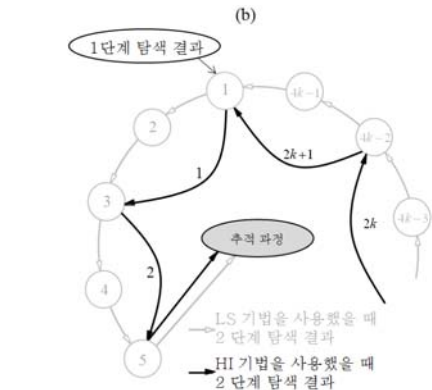 (b)
1단계 탐색 결과
1
4k−1
2
2k+1
4k−2
1
3
추적 과정
2k
4k−3
2
4
LS 기법을 사용했을 때
2 단계 탐색 결과
5
HI 기법을 사용했을 때
2 단계 탐색 결과